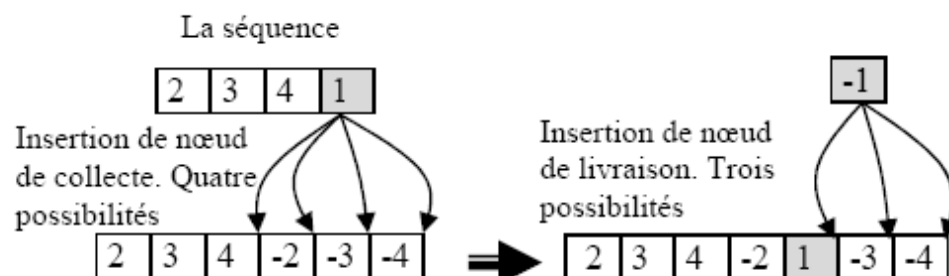 La séquence
2 3 4 1
Insertion de nœud
de collecte. Quatre
possibilités
2 3 4 -2 -3 -4
-1
Insertion de nœud
de livraison. Trois
possibilités
2 3 4 -2 1 -3 -4